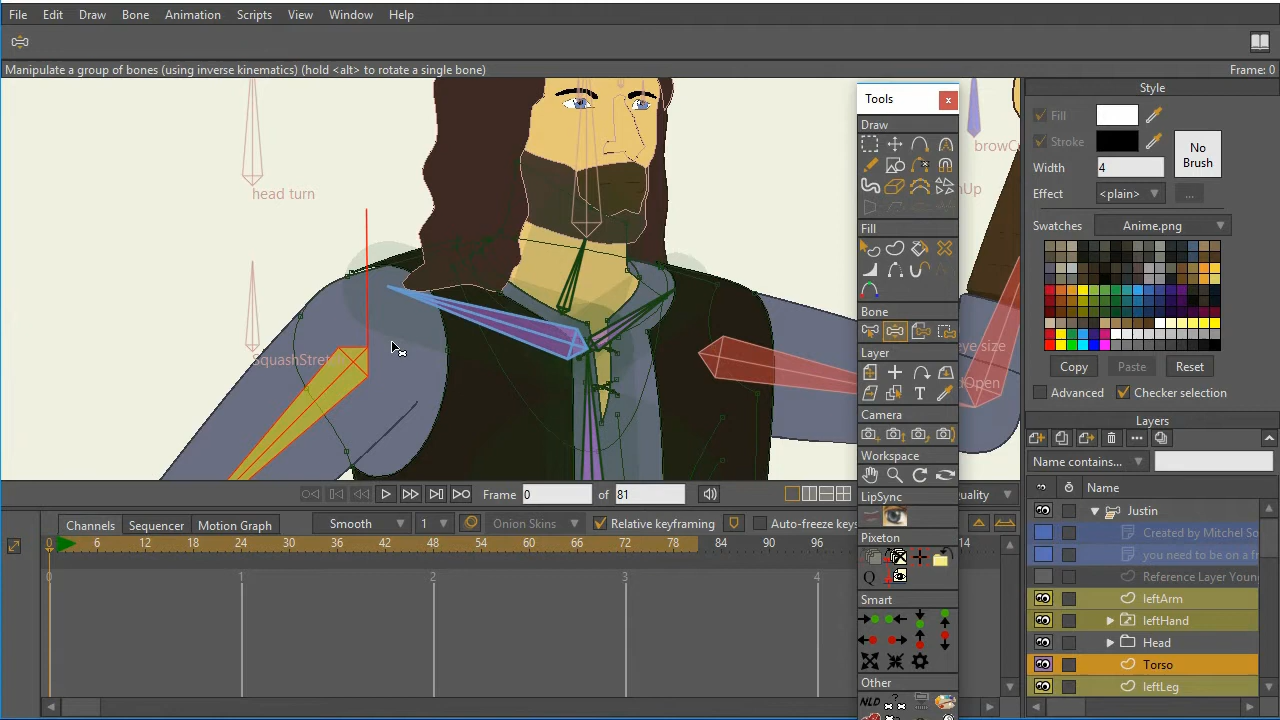 File Edit Draw Bone Animation Scripts View Window Help
Manipulate a group of bones (using inverse kinematics) (hold <alt> to rotate a single bone) Frame: 0
Tools
Draw
Fill
Bone
Layer
T
Camera
Workspace
LipSync
Pixeton
Q
Smart
Other
NLD
head turn
SquashStret
browC
eye size
dOpen
Style
Fill
Stroke
No
Brush
Width 4
Effect <plain> ...
Swatches Anime.png
Copy Paste Reset
Advanced Checker selection
Layers
Name contains...
Name
Justin
Created by Mitchel So
you need to be on a fr
Reference Layer Youn
leftArm
leftHand
Head
Torso
leftLeg
Frame 0 of 81
Channels Sequencer Motion Graph Smooth 1 Onion Skins Relative keyframing Auto-freeze keys
0 6 12 18 24 30 36 42 48 54 60 66 72 78 84 90 96 14
0 1 2 3 4